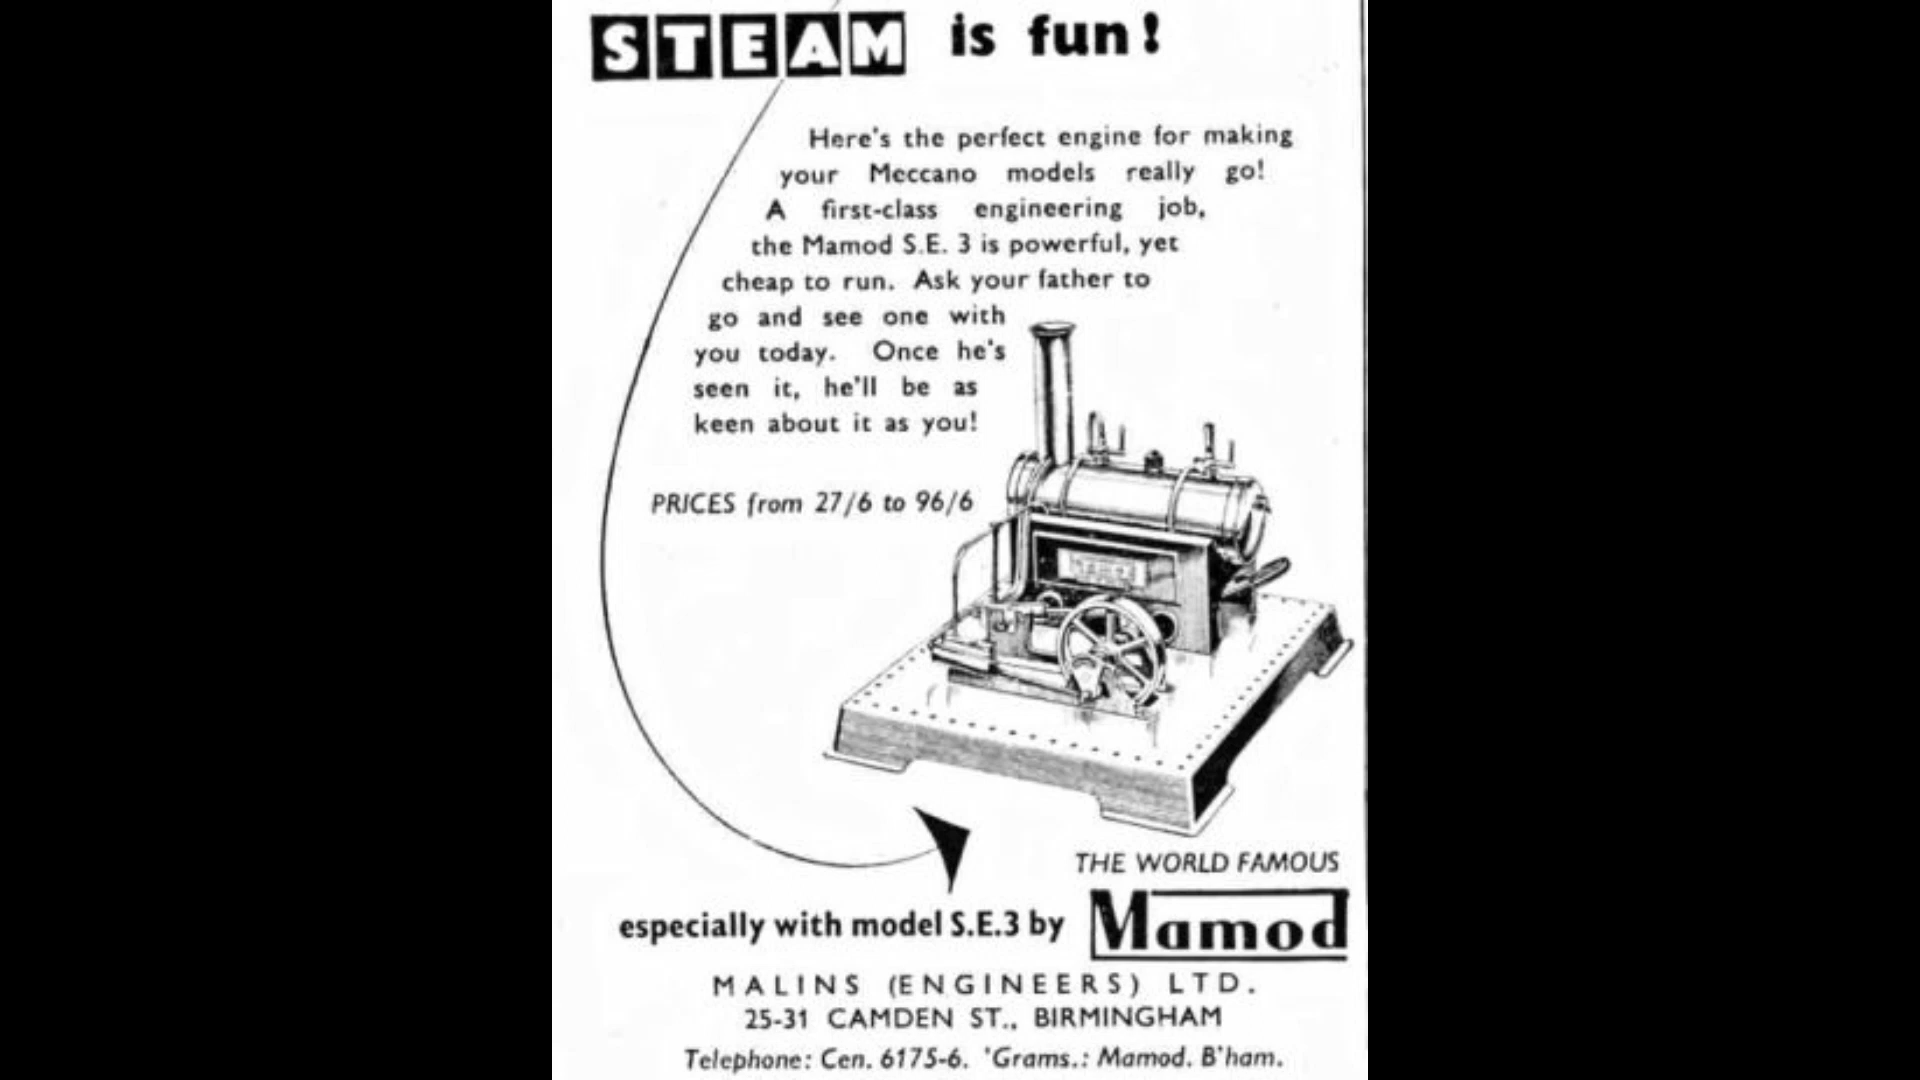 STEAM is fun!
Here's the perfect engine for making
your Meccano models really go!
A first-class engineering job,
the Mamod S.E. 3 is powerful, yet
cheap to run. Ask your father to
go and see one with
you today. Once he's
seen it, he'll be as
keen about it as you!
PRICES from 27/6 to 96/6
THE WORLD FAMOUS
especially with model S.E.3 by Mamod
MALINS (ENGINEERS) LTD.
25-31 CAMDEN ST., BIRMINGHAM
Telephone: Cen. 6175-6. 'Grams.: Mamod. B'ham.